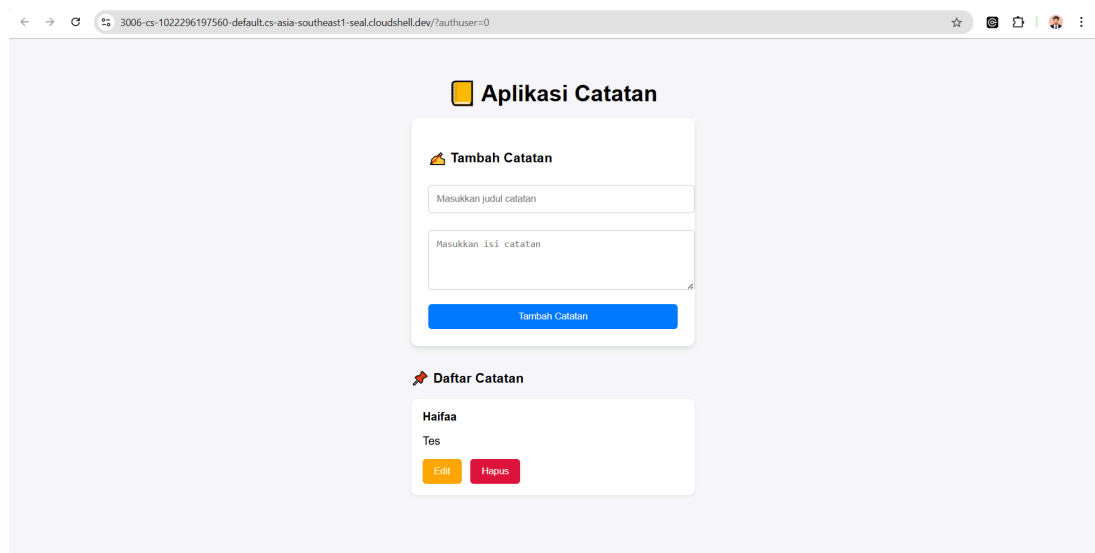 3006-cs-1022296197560-default.cs-asia-southeast1-seal.cloudshell.dev/?authuser=0
📒 Aplikasi Catatan
✍️ Tambah Catatan
Masukkan judul catatan
Masukkan isi catatan
Tambah Catatan
📌 Daftar Catatan
Haifaa
Tes
Edit Hapus